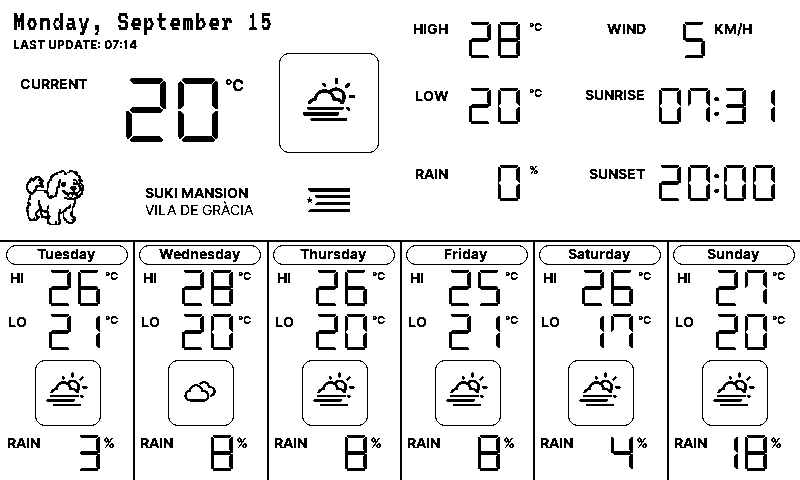 Monday, September 15
LAST UPDATE: 07:14
CURRENT 20 °C
SUKI MANSION
VILA DE GRÀCIA
HIGH 28 °C
LOW 20 °C
RAIN 0 %
WIND 5 KM/H
SUNRISE 07:31
SUNSET 20:00
Tuesday
HI 26 °C
LO 21 °C
RAIN 3 %
Wednesday
HI 28 °C
LO 20 °C
RAIN 8 %
Thursday
HI 26 °C
LO 20 °C
RAIN 8 %
Friday
HI 25 °C
LO 21 °C
RAIN 8 %
Saturday
HI 26 °C
LO 17 °C
RAIN 4 %
Sunday
HI 27 °C
LO 20 °C
RAIN 18 %